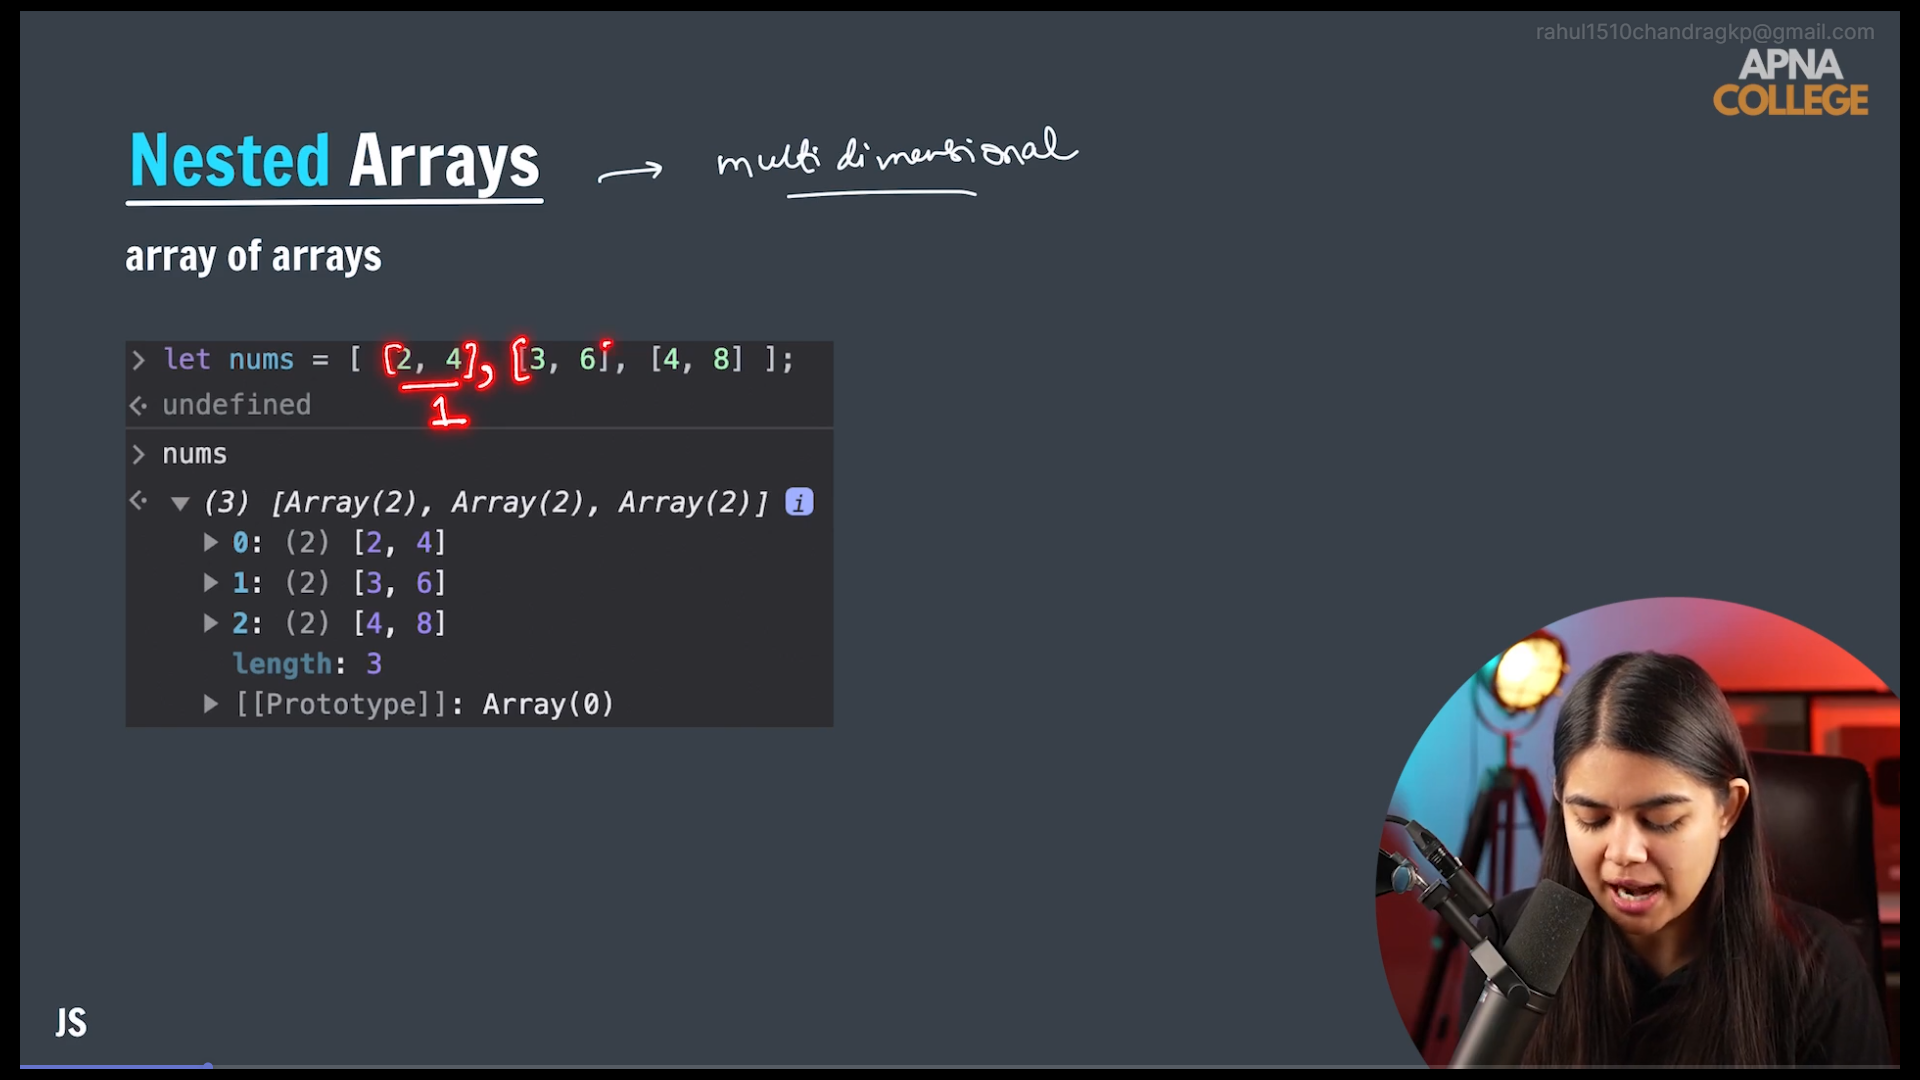 rahul1510chandragkp@gmail.com
APNA
COLLEGE
Nested Arrays → multi dimensional
array of arrays
> let nums = [ [2, 4], [3, 6], [4, 8] ];
1
undefined
> nums
(3) [Array(2), Array(2), Array(2)] i
0: (2) [2, 4]
1: (2) [3, 6]
2: (2) [4, 8]
length: 3
[[Prototype]]: Array(0)
JS